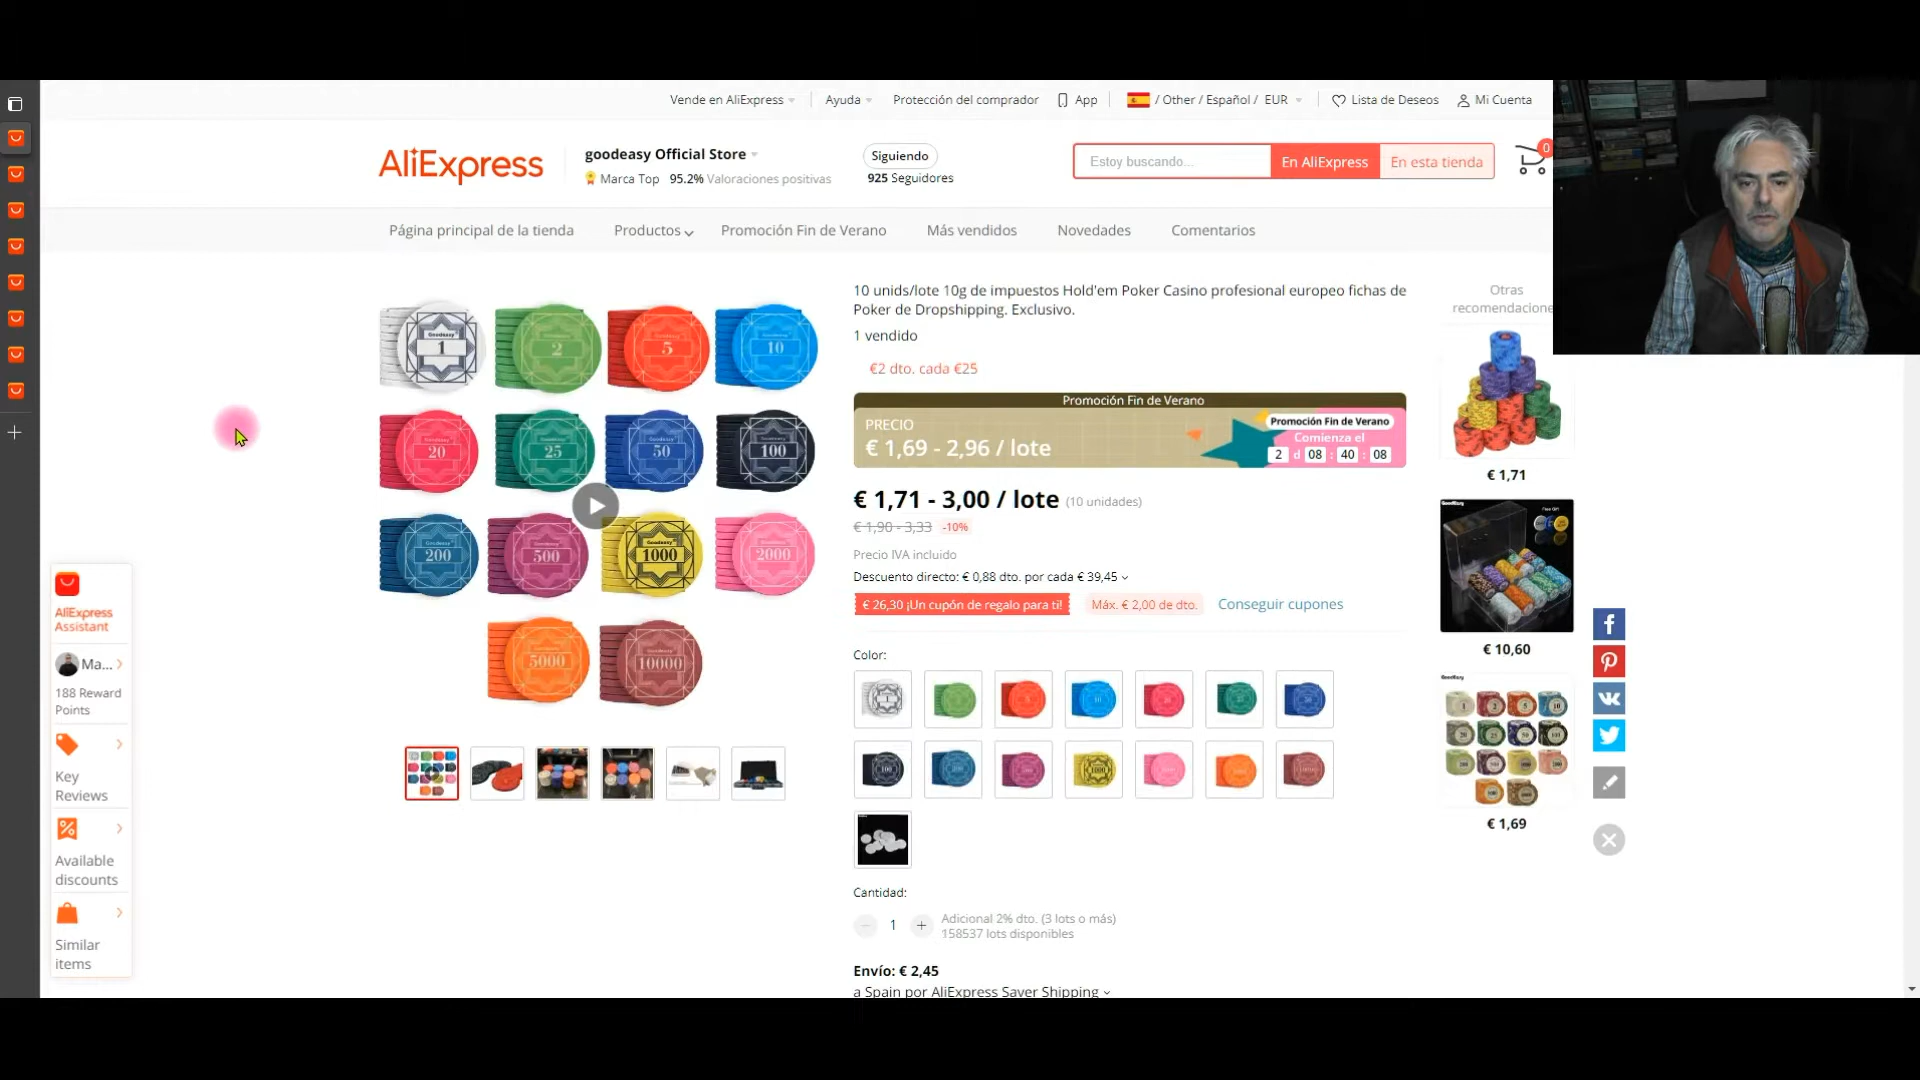 Vende en AliExpress
Ayuda
Protección del comprador
App
/ Other / Español / EUR
Lista de Deseos
Mi Cuenta
AliExpress
goodeasy Official Store
Marca Top 95.2% Valoraciones positivas
Siguiendo
925 Seguidores
Estoy buscando...
En AliExpress
En esta tienda
0
Página principal de la tienda
Productos
Promoción Fin de Verano
Más vendidos
Novedades
Comentarios
1
2
5
10
20
25
50
100
200
500
1000
2000
5000
10000
10 unids/lote 10g de impuestos Hold'em Poker Casino profesional europeo fichas de
Poker de Dropshipping. Exclusivo.
1 vendido
€2 dto. cada €25
Promoción Fin de Verano
PRECIO
€ 1,69 - 2,96 / lote
Promoción Fin de Verano
Comienza el
2 d 08 : 40 : 08
€ 1,71 - 3,00 / lote (10 unidades)
€ 1,90 - 3,33 -10%
Precio IVA incluido
Descuento directo: € 0,88 dto. por cada € 39,45
€ 26,30 ¡Un cupón de regalo para ti!
Máx. € 2,00 de dto.
Conseguir cupones
Color:
Cantidad:
1
Adicional 2% dto. (3 lots o más)
158537 lots disponibles
Envío: € 2,45
a Spain por AliExpress Saver Shipping
Otras
recomendacione
€ 1,71
€ 10,60
€ 1,69
AliExpress
Assistant
Ma...
188 Reward
Points
Key
Reviews
Available
discounts
Similar
items